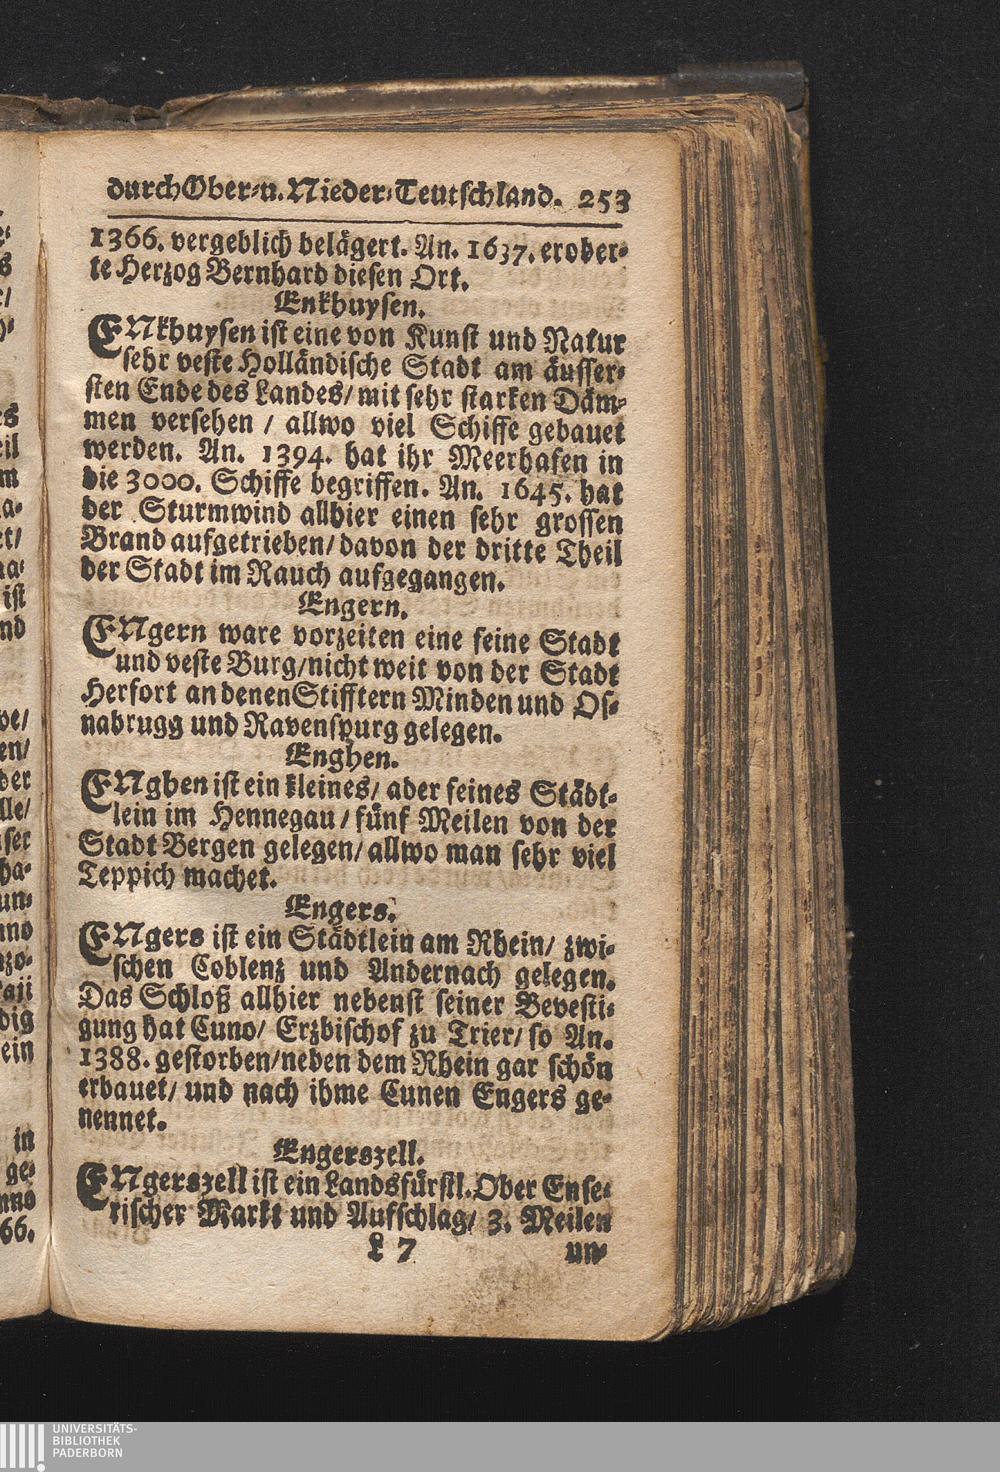 durch Ober-u. Nieder-Teutschland. 253
1366. vergeblich belägert. An. 1637. erober-
te Herzog Bernhard diesen Ort.
Enkhuysen.
ENkhuysen ist eine von Kunst und Natur
sehr veste Holländische Stadt am äusser-
sten Ende des Landes/ mit sehr starken Däm-
men versehen / allwo viel Schiffe gebauet
werden. An. 1394. hat ihr Meerhafen in
die 3000. Schiffe begriffen. An. 1645. hat
der Sturmwind allhier einen sehr grossen
Brand aufgetrieben/ davon der dritte Theil
der Stadt im Rauch aufgegangen.
Engern.
ENgern ware vorzeiten eine feine Stadt
und veste Burg/ nicht weit von der Stadt
Herfort an denen Stifftern Minden und Os-
nabrugg und Ravenspurg gelegen.
Enghen.
ENghen ist ein kleines/ aber feines Städt-
lein im Hennegau / fünf Meilen von der
Stadt Bergen gelegen/ allwo man sehr viel
Teppich machet.
Engers.
ENgers ist ein Städtlein am Rhein/ zwi-
schen Coblenz und Andernach gelegen.
Das Schloß allhier nebenst seiner Bevesti-
gung hat Cuno/ Erzbischof zu Trier/ so An.
1388. gestorben/ neben dem Rhein gar schön
erbauet/ und nach ihme Cunen Engers ge-
nennet.
Engerszell.
ENgerszell ist ein Landsfürstl. Ober Ense-
rischer Markt und Aufschlag/ 3. Meilen
L 7 un-
UNIVERSITÄTS-
BIBLIOTHEK
PADERBORN